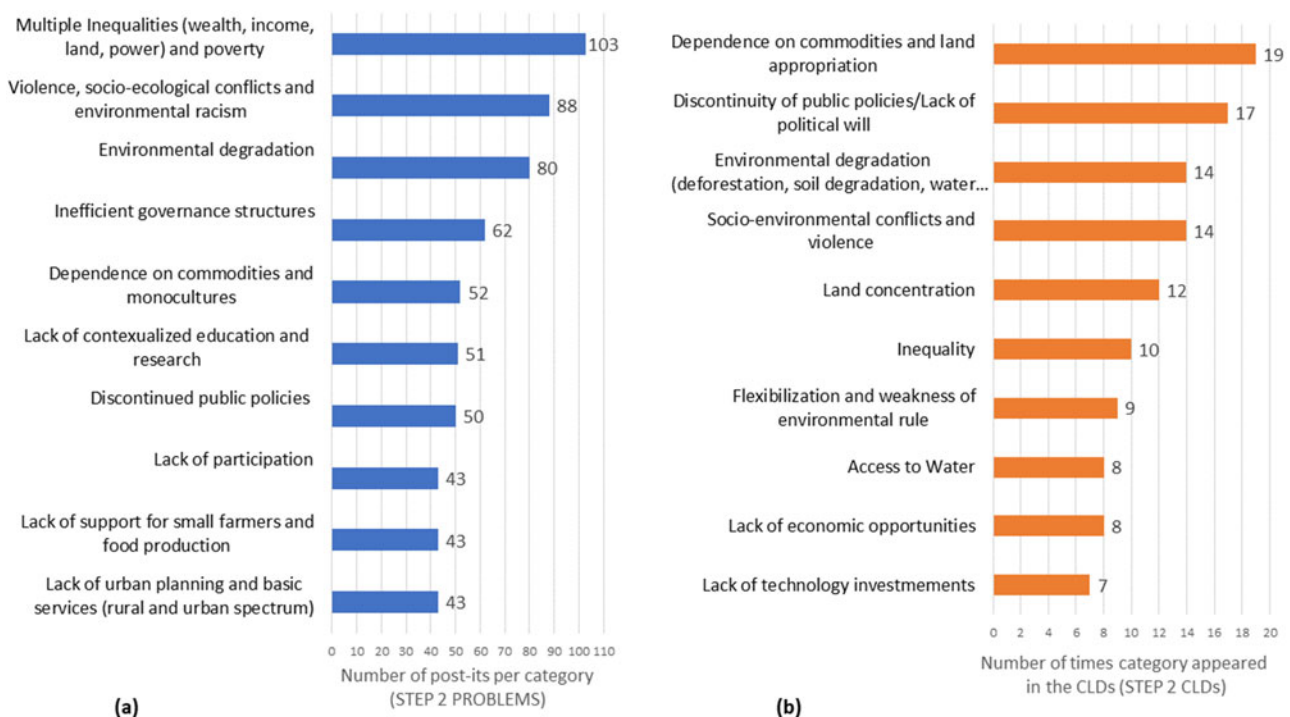 Multiple Inequalities (wealth, income,
land, power) and poverty
103
Violence, socio-ecological conflicts and
environmental racism
88
Environmental degradation
80
Inefficient governance structures
62
Dependence on commodities and
monocultures
52
Lack of contexualized education and
research
51
Discontinued public policies
50
Lack of participation
43
Lack of support for small farmers and
food production
43
Lack of urban planning and basic
services (rural and urban spectrum)
43
0 10 20 30 40 50 60 70 80 90 100 110
Number of post-its per category
(STEP 2 PROBLEMS)
(a)
Dependence on commodities and land
appropriation
19
Discontinuity of public policies/Lack of
political will
17
Environmental degradation
(deforestation, soil degradation, water...
14
Socio-environmental conflicts and
violence
14
Land concentration
12
Inequality
10
Flexibilization and weakness of
environmental rule
9
Access to Water
8
Lack of economic opportunities
8
Lack of technology investmements
7
0 2 4 6 8 10 12 14 16 18 20
Number of times category appeared
in the CLDs (STEP 2 CLDs)
(b)